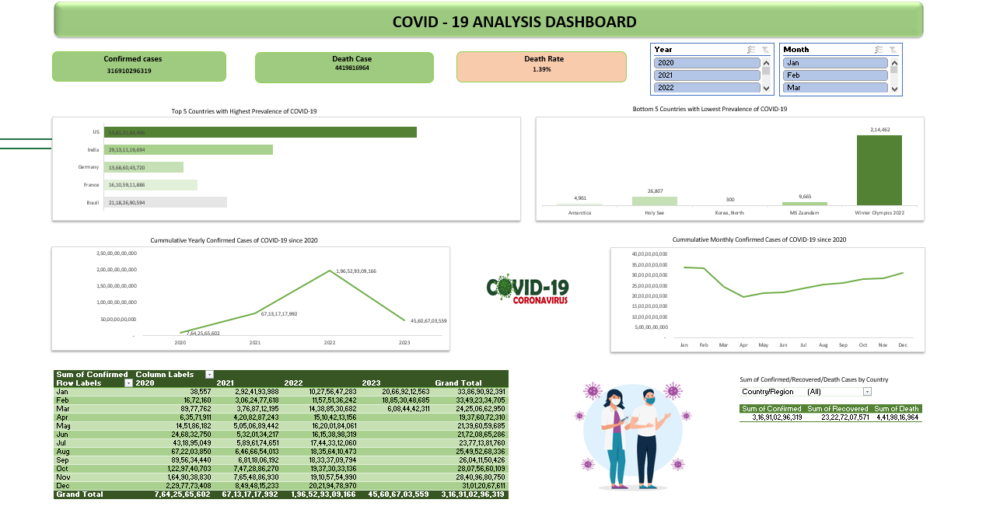 COVID - 19 ANALYSIS DASHBOARD
Confirmed cases
316910296319
Death Case
4419816964
Death Rate
1.39%
Year
2020
2021
2022
Month
Jan
Feb
Mar
Top 5 Countries with Highest Prevalence of COVID-19
US
India 29,13,11,19,694
Germany 13,68,60,43,720
France 16,10,59,11,886
Brazil 21,18,26,90,594
Bottom 5 Countries with Lowest Prevalence of COVID-19
4,961 26,807 300 9,665 2,14,462
Antarctica Holy See Korea, North MS Zaandam Winter Olympics 2022
Cummulative Yearly Confirmed Cases of COVID-19 since 2020
2,50,00,00,00,000
2,00,00,00,00,000
1,50,00,00,00,000
1,00,00,00,00,000
50,00,00,00,000
-
7,64,25,65,602 67,13,17,17,992 1,96,52,93,09,166 45,60,67,03,559
2020 2021 2022 2023
COVID-19
CORONAVIRUS
Cummulative Monthly Confirmed Cases of COVID-19 since 2020
40,00,00,00,000
35,00,00,00,000
30,00,00,00,000
25,00,00,00,000
20,00,00,00,000
15,00,00,00,000
10,00,00,00,000
5,00,00,00,000
-
Jan Feb Mar Apr May Jun Jul Aug Sep Oct Nov Dec
Sum of Confirmed Column Labels
Row Labels 2020 2021 2022 2023 Grand Total
Jan 38,557 2,92,41,93,988 10,27,56,47,283 20,66,92,12,563 33,86,90,92,391
Feb 16,72,160 3,06,24,77,618 11,57,51,36,242 18,85,30,48,685 33,49,23,34,705
Mar 89,77,762 3,76,87,12,195 14,38,85,30,682 6,08,44,42,311 24,25,06,62,950
Apr 6,35,71,911 4,20,82,87,243 15,10,42,13,156 19,37,60,72,310
May 14,51,86,182 5,05,06,89,442 16,20,01,84,061 21,39,60,59,685
Jun 24,68,32,750 5,32,01,34,217 16,15,38,98,319 21,72,08,65,286
Jul 43,18,95,049 5,89,61,74,651 17,44,33,12,060 23,77,13,81,760
Aug 67,22,03,850 6,46,66,54,013 18,35,64,10,473 25,49,52,68,336
Sep 89,56,34,440 6,81,18,06,192 18,33,37,09,794 26,04,11,50,426
Oct 1,22,97,40,703 7,47,28,86,270 19,37,30,33,136 28,07,56,60,109
Nov 1,64,90,38,830 7,65,48,86,930 19,10,57,54,990 28,40,96,80,750
Dec 2,29,77,73,408 8,49,48,15,233 20,21,94,78,970 31,01,20,67,611
Grand Total 7,64,25,65,602 67,13,17,17,992 1,96,52,93,09,166 45,60,67,03,559 3,16,91,02,96,319
Sum of Confirmed/Recovered/Death Cases by Country
Country/Region (All)
Sum of Confirmed Sum of Recovered Sum of Death
3,16,91,02,96,319 23,22,72,07,571 4,41,98,16,964